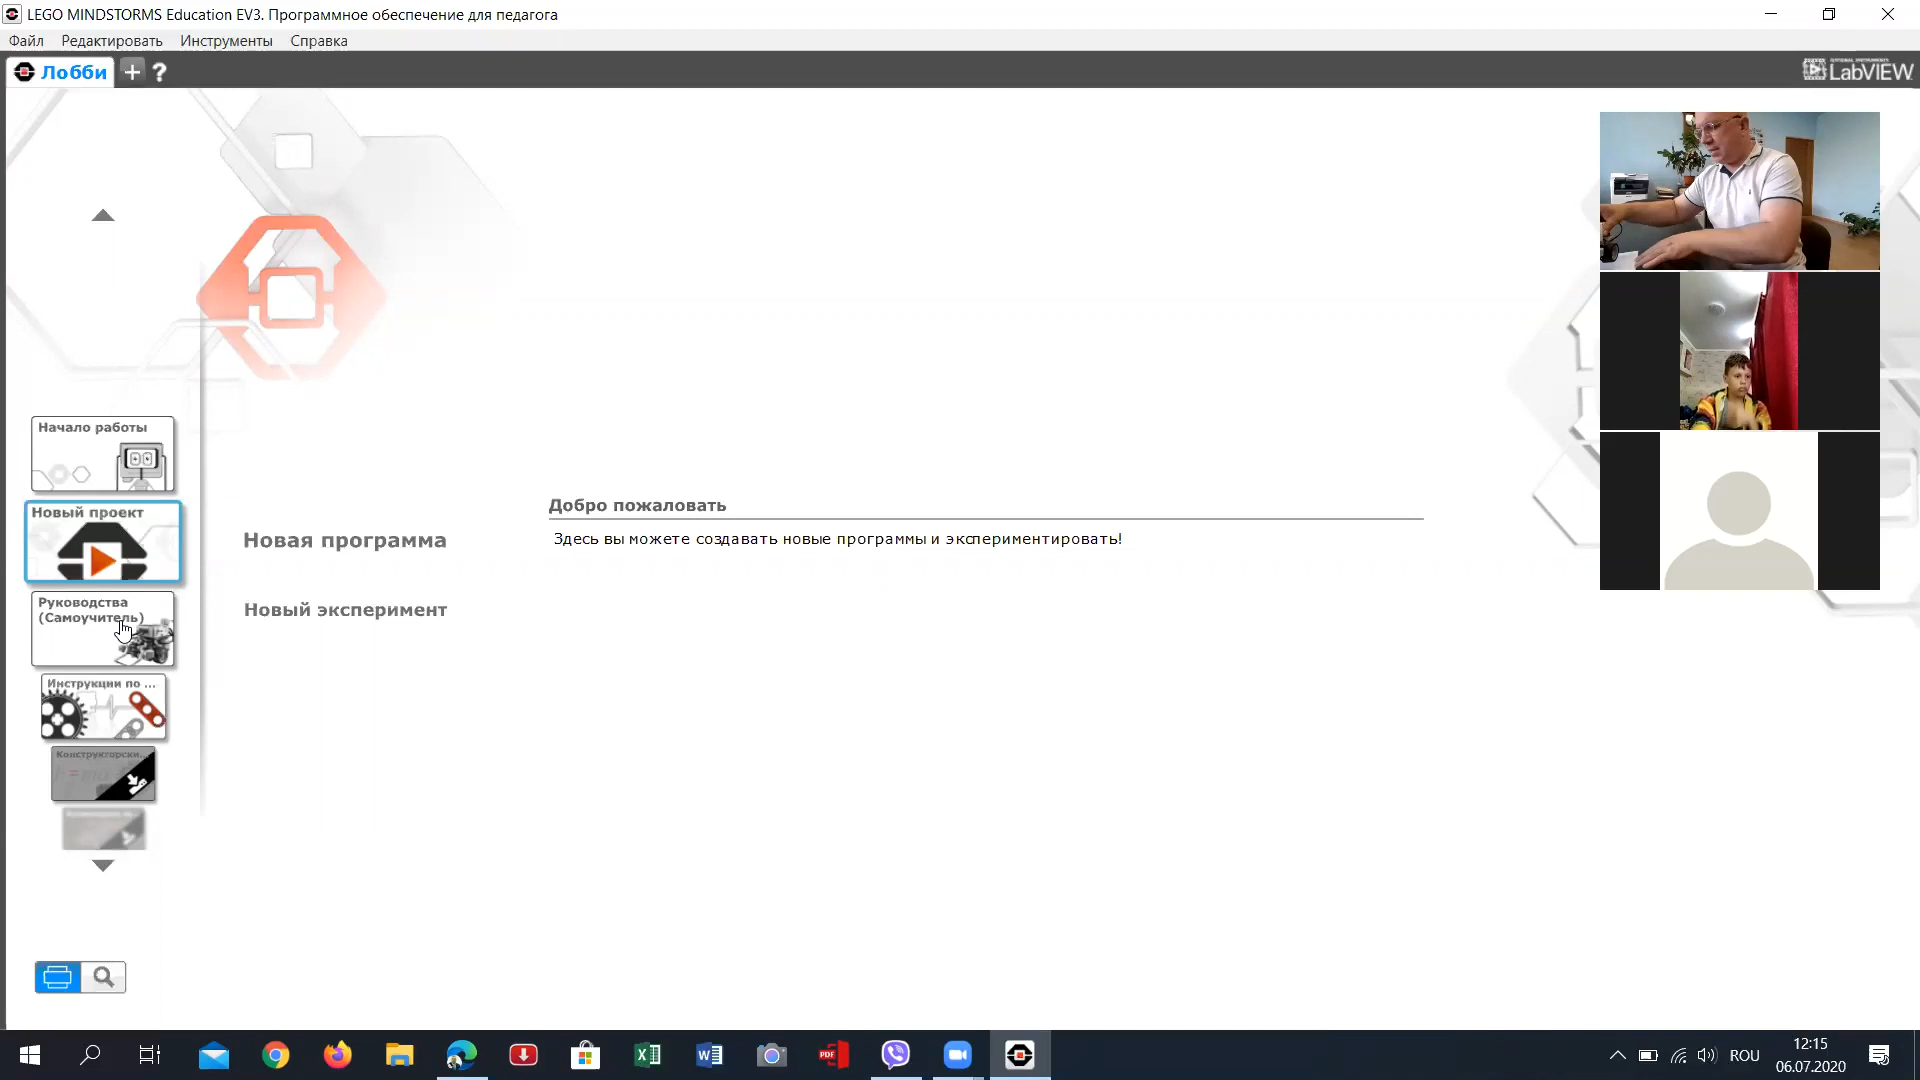 LEGO MINDSTORMS Education EV3. Программное обеспечение для педагога
Файл Редактировать Инструменты Справка
Лобби + ?
LabVIEW
Начало работы
Новый проект
Руководства
(Самоучитель)
Инструкции по ...
Конструкторски...
Новая программа
Новый эксперимент
Добро пожаловать
Здесь вы можете создавать новые программы и экспериментировать!
PDF
ROU
12:15
06.07.2020